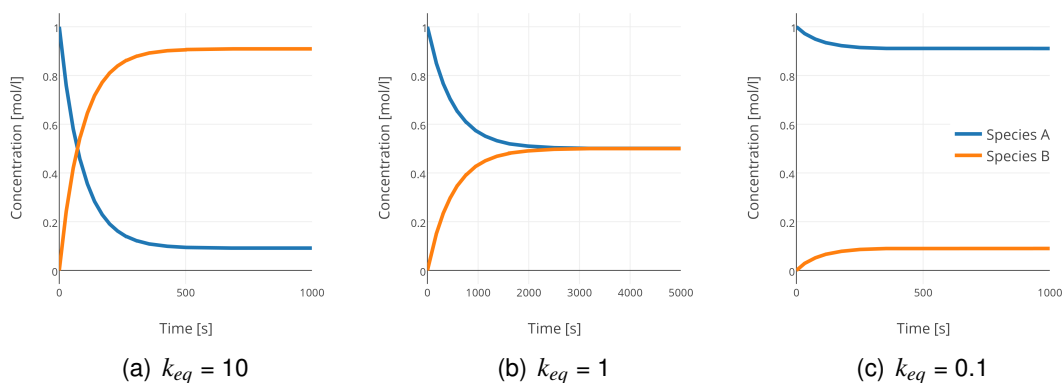 Concentration [mol/l]
1
0.8
0.6
0.4
0.2
0
0 500 1000
Time [s]
(a) k_eq = 10
Concentration [mol/l]
1
0.8
0.6
0.4
0.2
0
0 1000 2000 3000 4000 5000
Time [s]
(b) k_eq = 1
Concentration [mol/l]
1
0.8
0.6
0.4
0.2
0
0 500 1000
Time [s]
Species A
Species B
(c) k_eq = 0.1